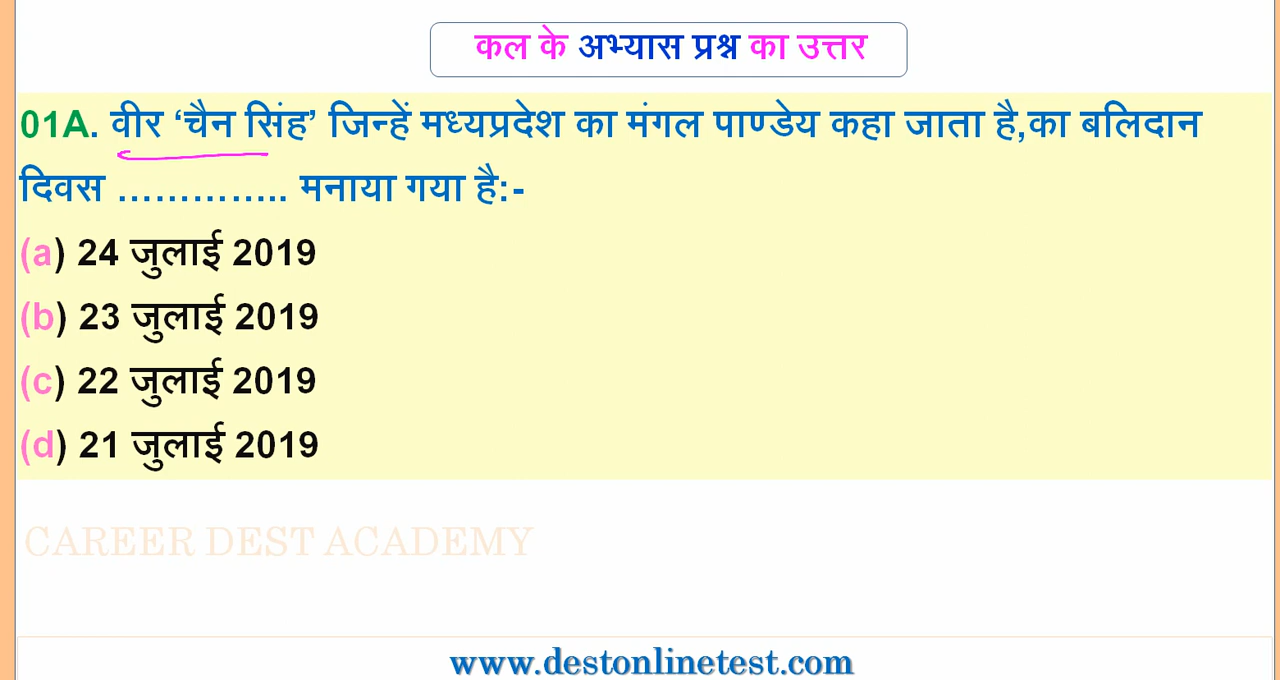 कल के अभ्यास प्रश्न का उत्तर
01A. वीर ‘चैन सिंह’ जिन्हें मध्यप्रदेश का मंगल पाण्डेय कहा जाता है,का बलिदान
दिवस ………….. मनाया गया है:-
(a) 24 जुलाई 2019
(b) 23 जुलाई 2019
(c) 22 जुलाई 2019
(d) 21 जुलाई 2019
CAREER DEST ACADEMY
www.destonlinetest.com